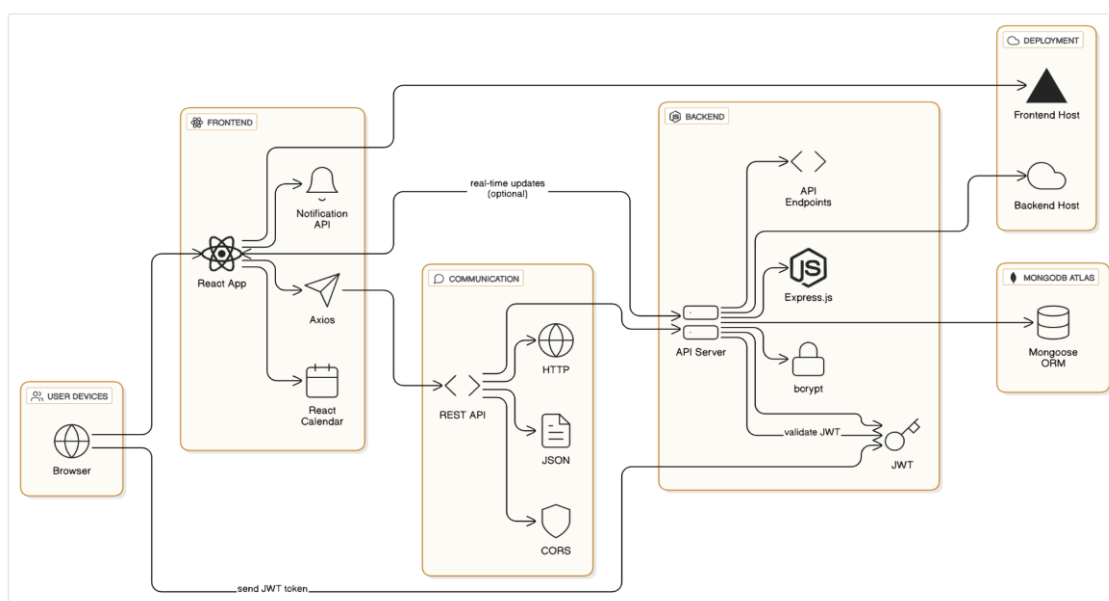 DEPLOYMENT
Frontend Host
Backend Host
FRONTEND
Notification
API
React App
Axios
React
Calendar
real-time updates
(optional)
BACKEND
JS
API
Endpoints
JS
Express.js
API Server
bcrypt
validate JWT
JWT
COMMUNICATION
HTTP
REST API
JSON
CORS
MONGODB ATLAS
Mongoose
ORM
USER DEVICES
Browser
send JWT token